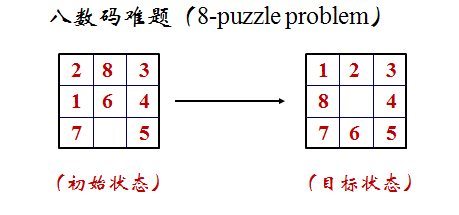 八数码难题（8-puzzle problem）
2 8 3 1 2 3
1 6 4 8 4
7 5 7 6 5
（初始状态） （目标状态）